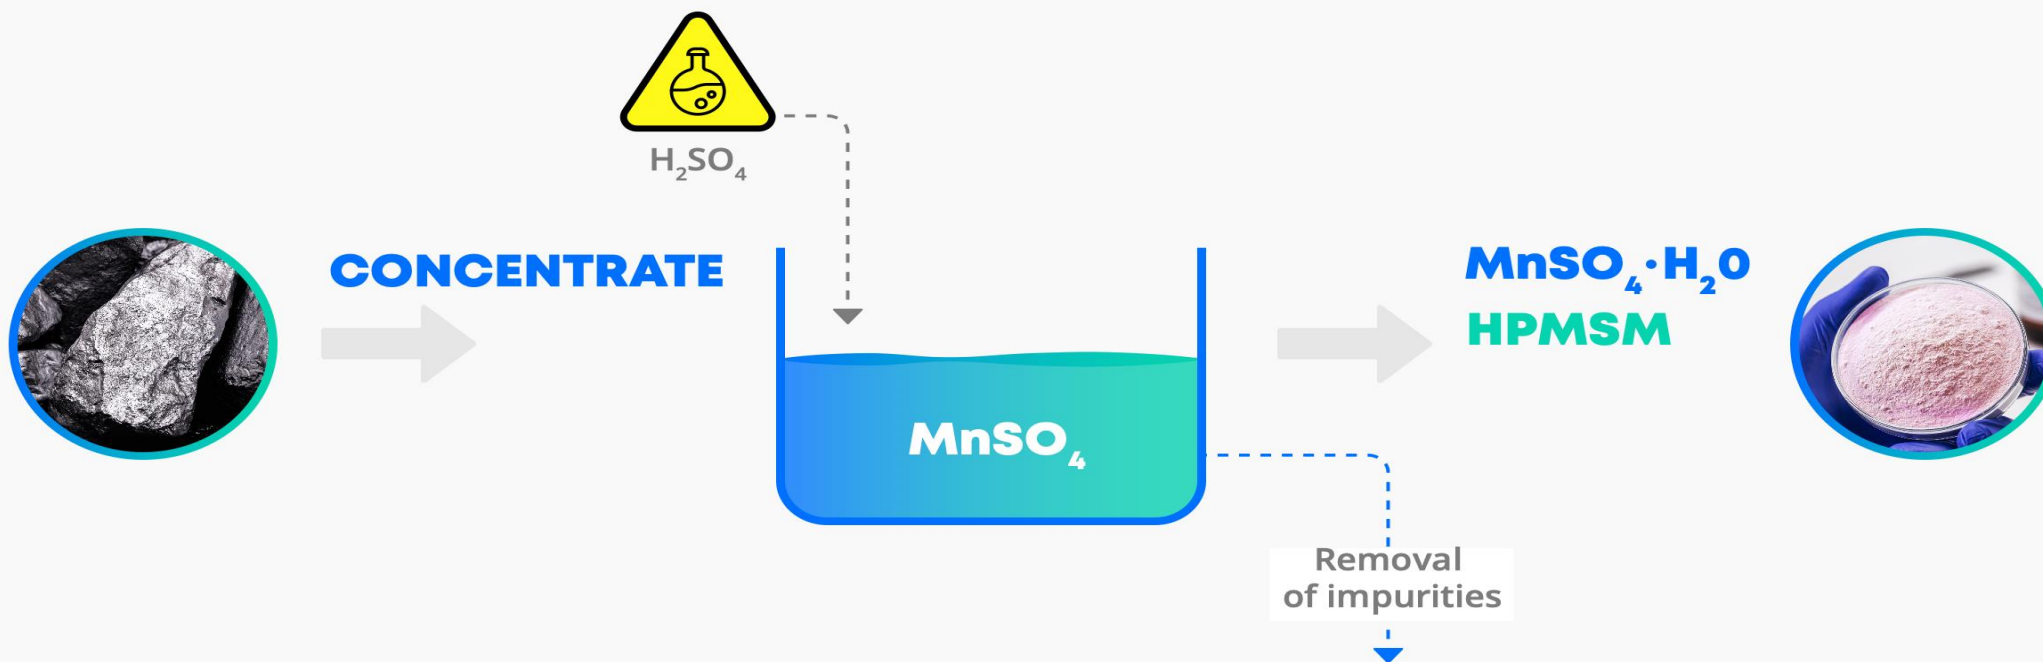 H₂SO₄
CONCENTRATE
MnSO₄·H₂0
HPMSM
MnSO₄
Removal
of impurities